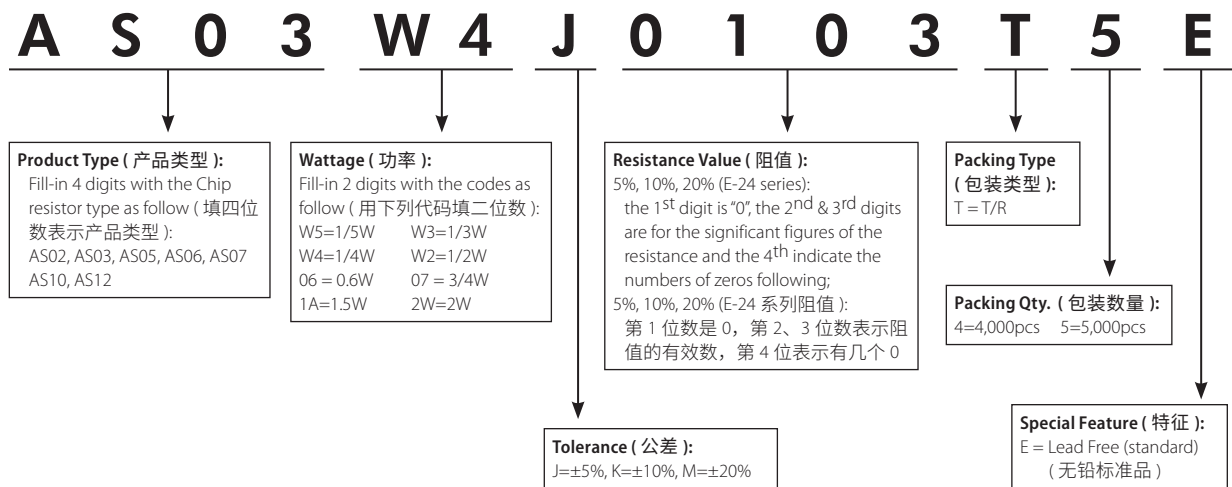 A S 0 3 W 4 J 0 1 0 3 T 5 E
Product Type ( 产品类型 ):
Fill-in 4 digits with the Chip
resistor type as follow ( 填四位
数表示产品类型 ):
AS02, AS03, AS05, AS06, AS07
AS10, AS12
Wattage ( 功率 ):
Fill-in 2 digits with the codes as
follow ( 用下列代码填二位数 ):
W5=1/5W W3=1/3W
W4=1/4W W2=1/2W
06 = 0.6W 07 = 3/4W
1A=1.5W 2W=2W
Resistance Value ( 阻值 ):
5%, 10%, 20% (E-24 series):
the 1st digit is “0”, the 2nd & 3rd digits
are for the significant figures of the
resistance and the 4th indicate the
numbers of zeros following;
5%, 10%, 20% (E-24 系列阻值 ):
第 1 位数是 0，第 2、3 位数表示阻
值的有效数，第 4 位表示有几个 0
Packing Type
( 包装类型 ):
T = T/R
Packing Qty. ( 包装数量 ):
4=4,000pcs 5=5,000pcs
Tolerance ( 公差 ):
J=±5%, K=±10%, M=±20%
Special Feature ( 特征 ):
E = Lead Free (standard)
( 无铅标准品 )